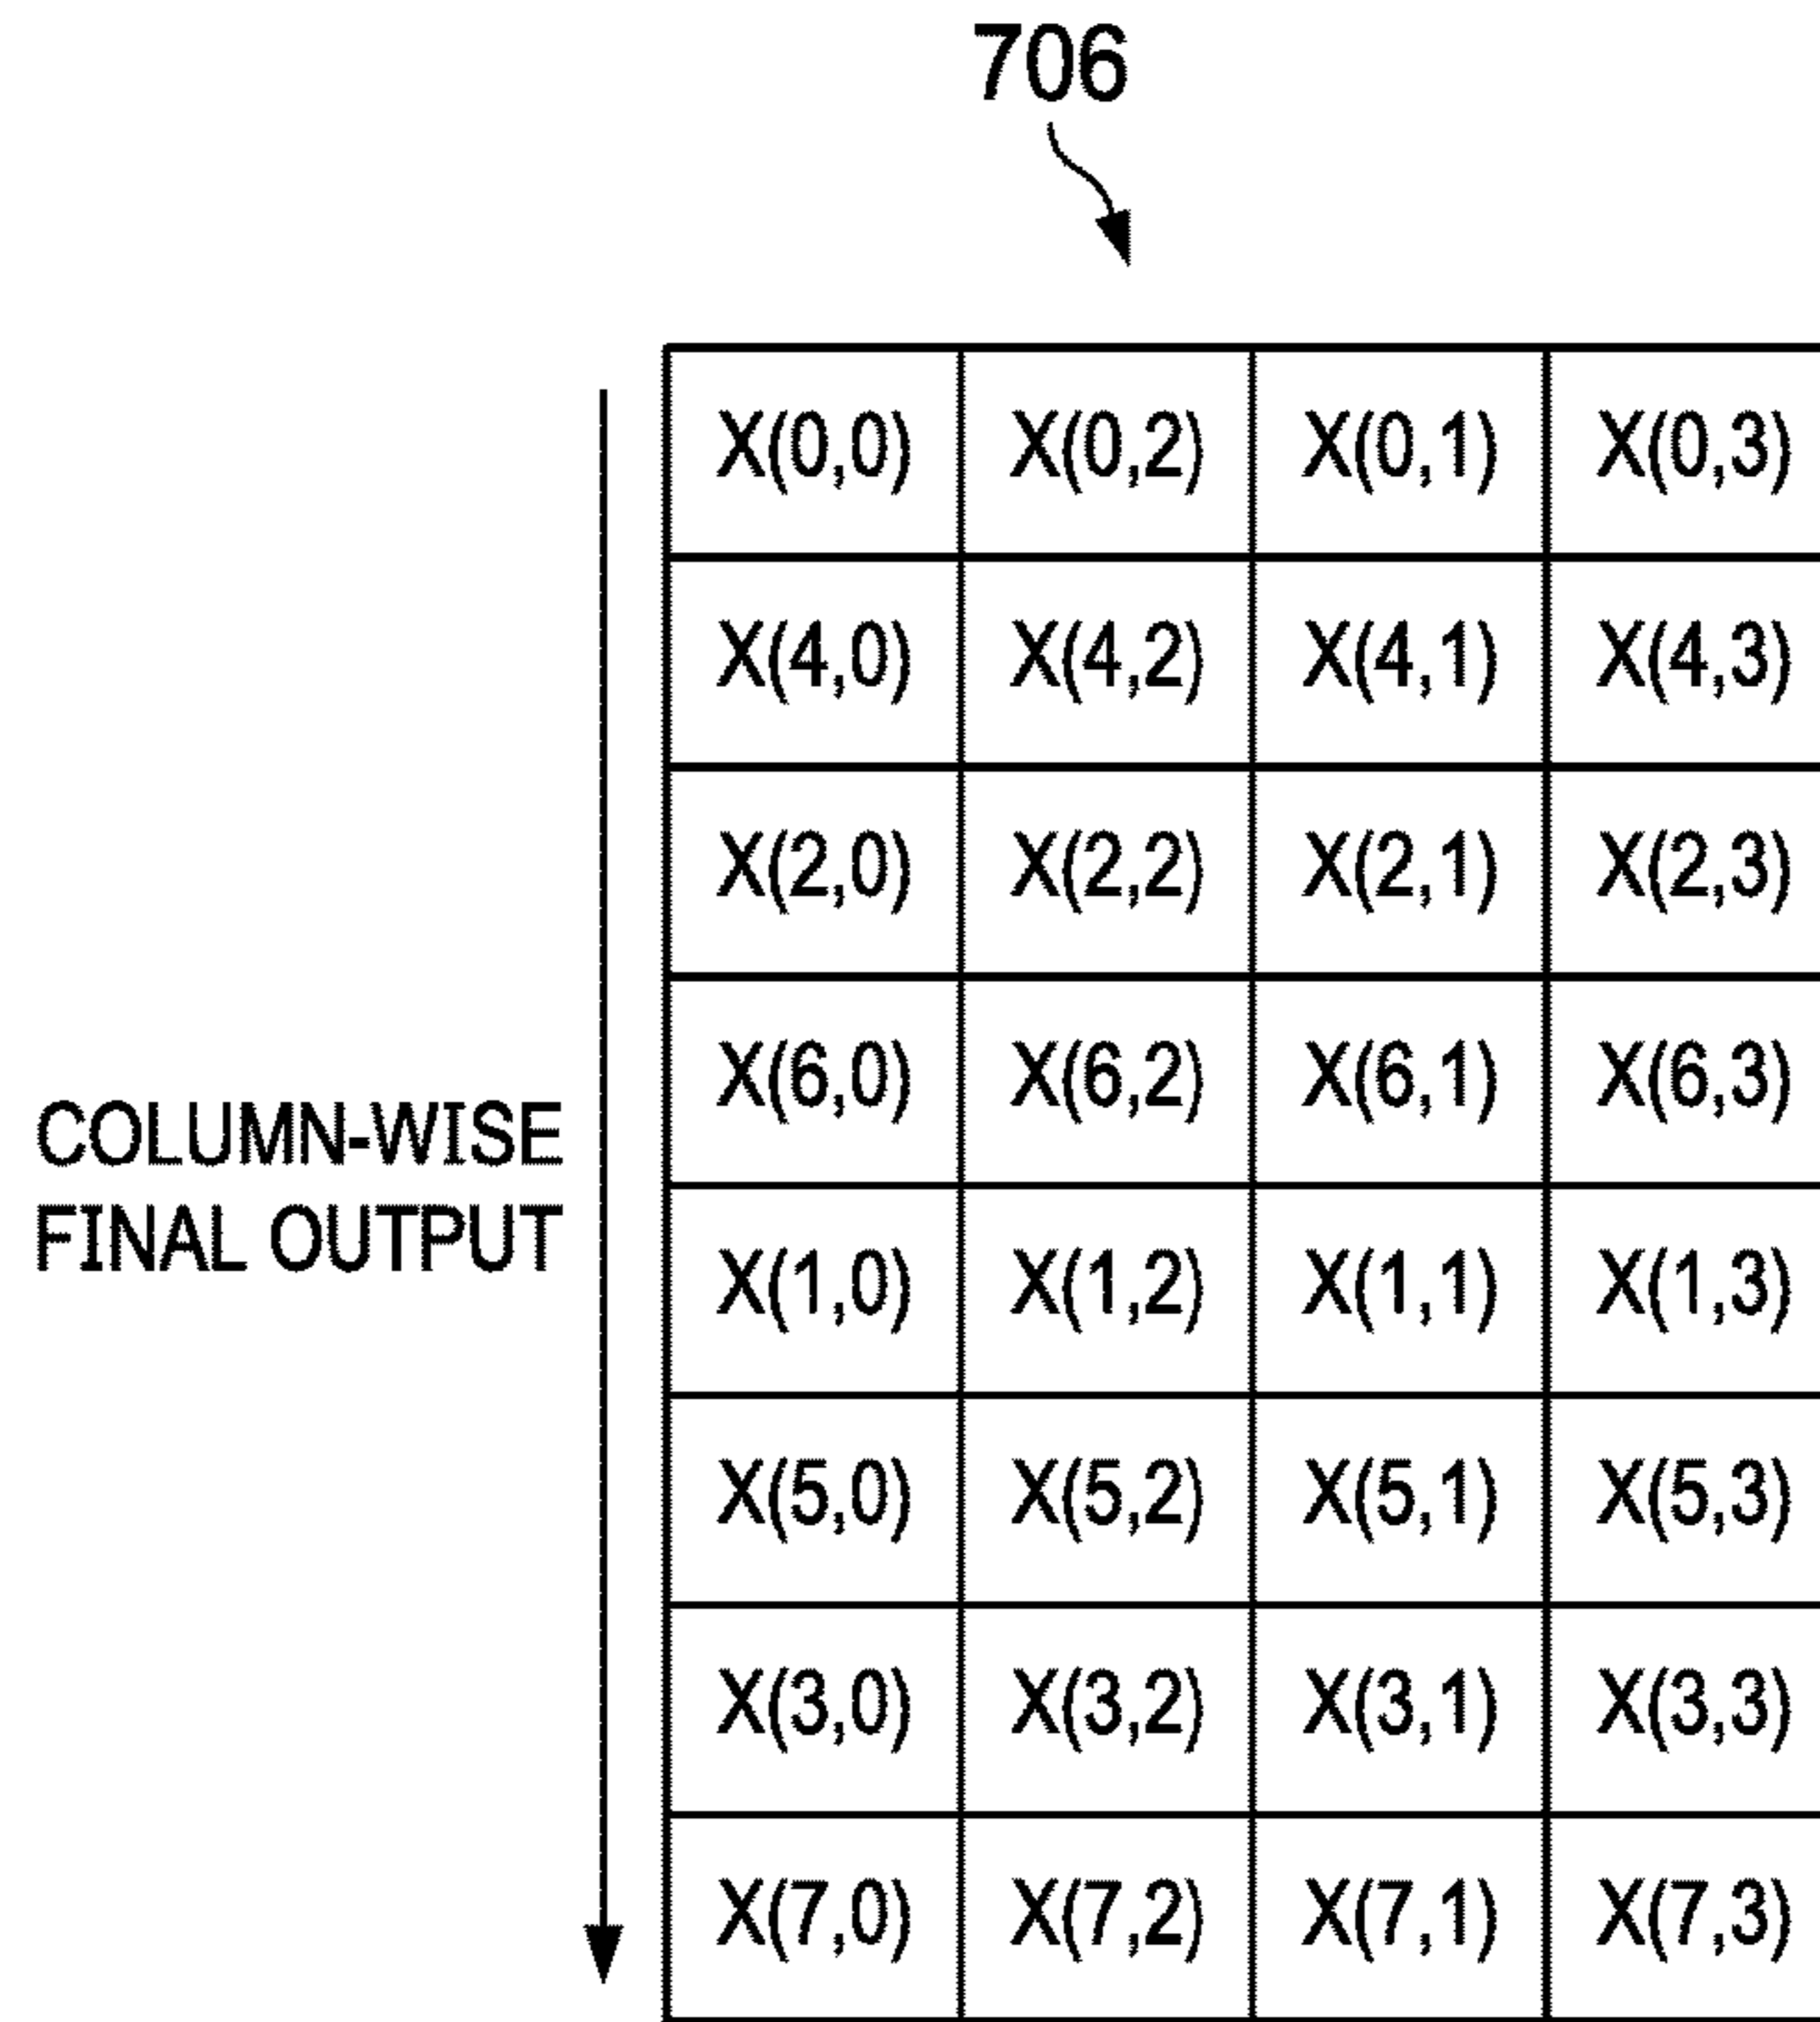 706
X(0,0) X(0,2) X(0,1) X(0,3)
X(4,0) X(4,2) X(4,1) X(4,3)
X(2,0) X(2,2) X(2,1) X(2,3)
X(6,0) X(6,2) X(6,1) X(6,3)
COLUMN-WISE
FINAL OUTPUT
X(1,0) X(1,2) X(1,1) X(1,3)
X(5,0) X(5,2) X(5,1) X(5,3)
X(3,0) X(3,2) X(3,1) X(3,3)
X(7,0) X(7,2) X(7,1) X(7,3)